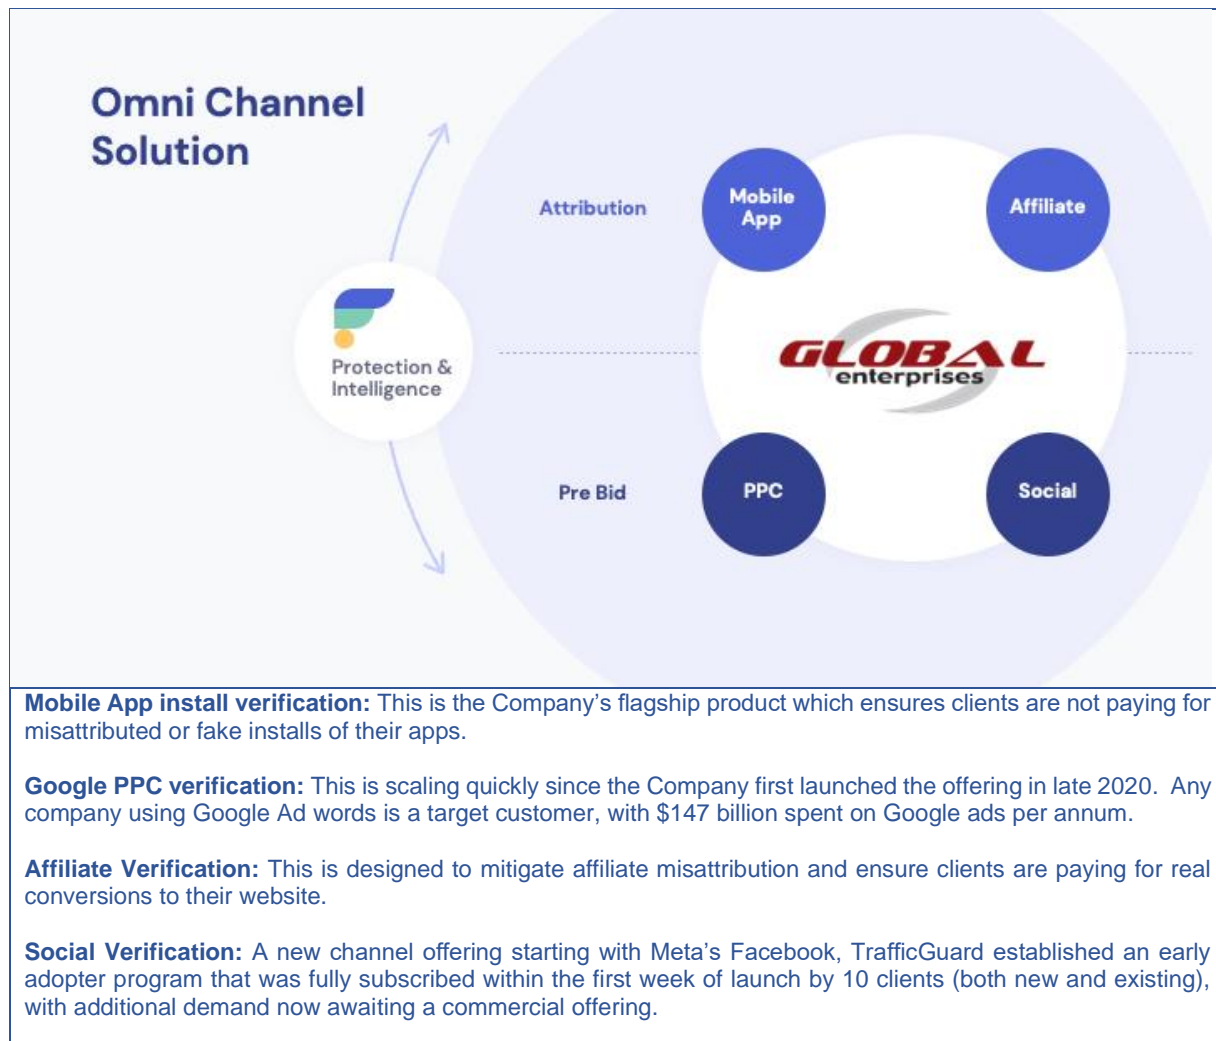 Omni Channel
Solution
Attribution
Mobile
App
Affiliate
Protection &
Intelligence
GLOBAL
enterprises
Pre Bid
PPC
Social
Mobile App install verification: This is the Company’s flagship product which ensures clients are not paying for
misattributed or fake installs of their apps.
Google PPC verification: This is scaling quickly since the Company first launched the offering in late 2020.  Any
company using Google Ad words is a target customer, with $147 billion spent on Google ads per annum.
Affiliate Verification: This is designed to mitigate affiliate misattribution and ensure clients are paying for real
conversions to their website.
Social Verification: A new channel offering starting with Meta’s Facebook, TrafficGuard established an early
adopter program that was fully subscribed within the first week of launch by 10 clients (both new and existing),
with additional demand now awaiting a commercial offering.